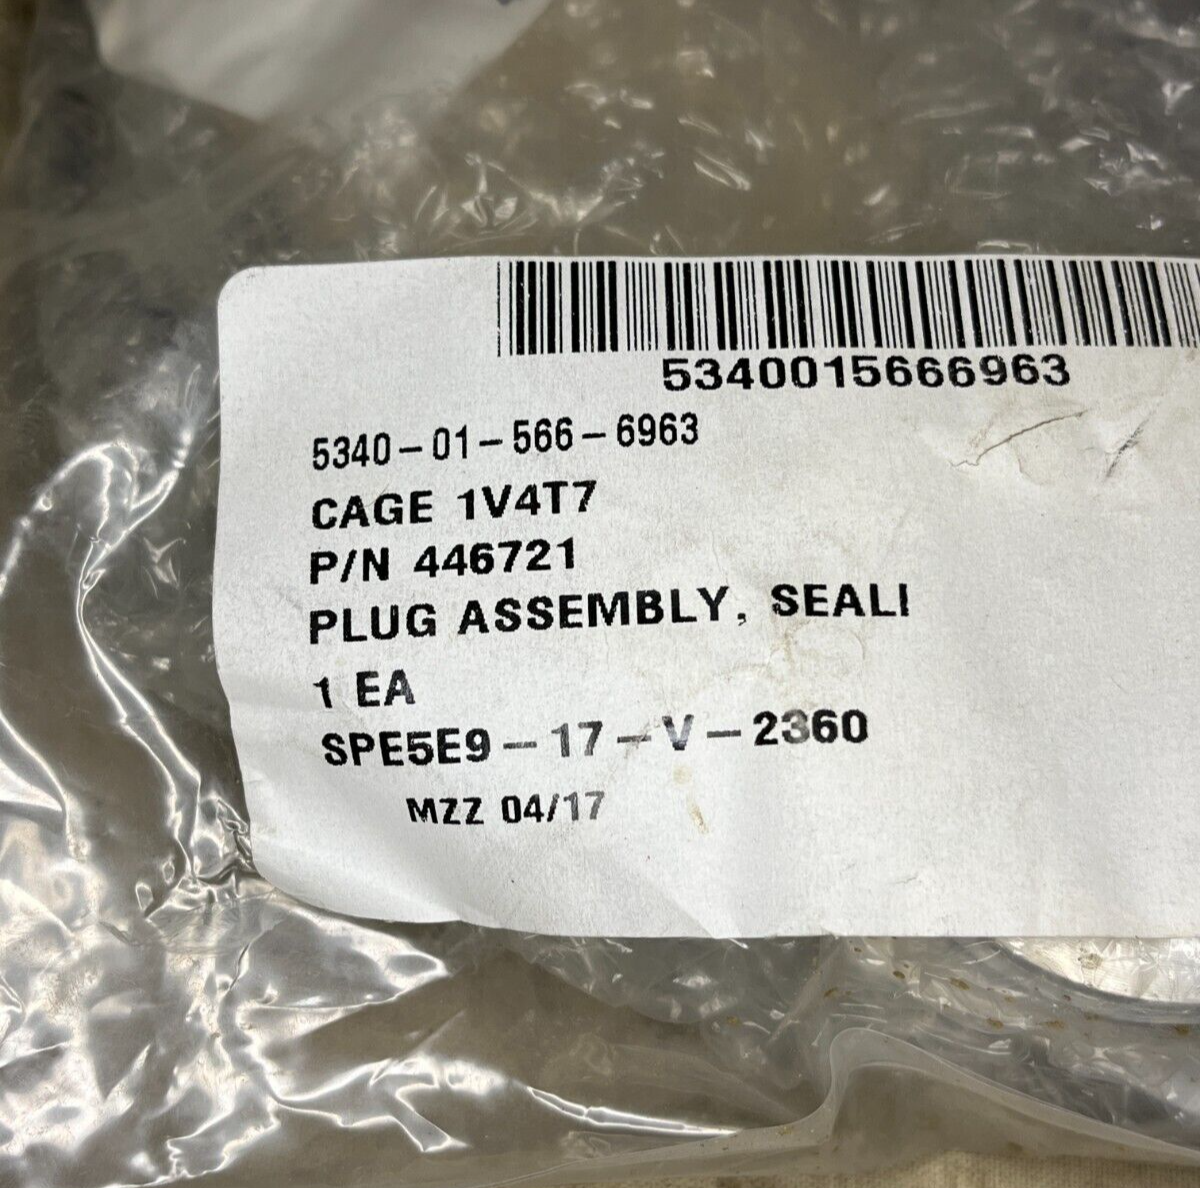 5340015666963
5340-01-566-6963
CAGE 1V4T7
P/N 446721
PLUG ASSEMBLY, SEALI
1 EA
SPE5E9-17-V-2360
MZZ 04/17